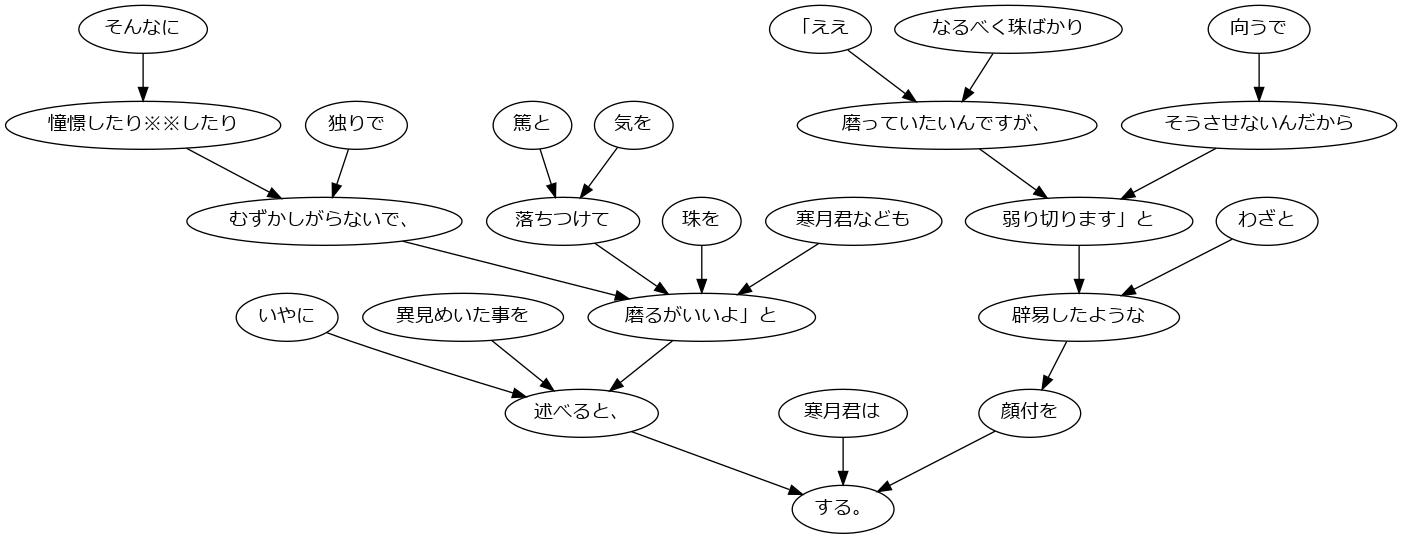 そんなに
「ええ
なるべく珠ばかり
向うで
憧憬したり※※したり
独りで
篤と
気を
磨っていたいんですが、
そうさせないんだから
むずかしがらないで、
落ちつけて
珠を
寒月君なども
弱り切ります」と
わざと
いやに
異見めいた事を
磨るがいいよ」と
辟易したような
述べると、
寒月君は
顔付を
する。